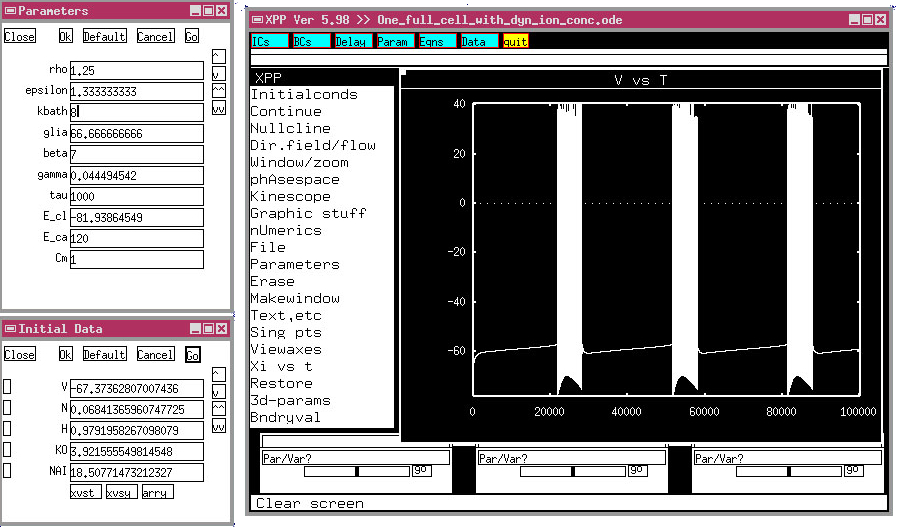 Parameters
Close Ok Default Cancel Go
^
rho 1.25
v
epsilon 1.333333333
^^
kbath 8
vv
glia 66.666666666
beta 7
gamma 0.044494542
tau 1000
E_cl -81.93864549
E_ca 120
Cm 1
Initial Data
Close Ok Default Cancel Go
^
V -67.37362807007436
v
N 0.06841365960747725
^^
H 0.9791958267098079
vv
KO 3.921555549814548
NAI 18.50771473212327
xvst xvsy arry
XPP Ver 5.98 >> One_full_cell_with_dyn_ion_conc.ode
ICs BCs Delay Param Eqns Data quit
XPP
Initialconds
Continue
Nullcline
Dir.field/flow
Window/zoom
phAsespace
Kinescope
Graphic stuff
nUmerics
File
Parameters
Erase
Makewindow
Text,etc
Sing pts
Viewaxes
Xi vs t
Restore
3d-params
Bndryval
V vs T
40
20
0
-20
-40
-60
0 20000 40000 60000 80000 100000
Par/Var? Par/Var? Par/Var?
go go go
Clear screen